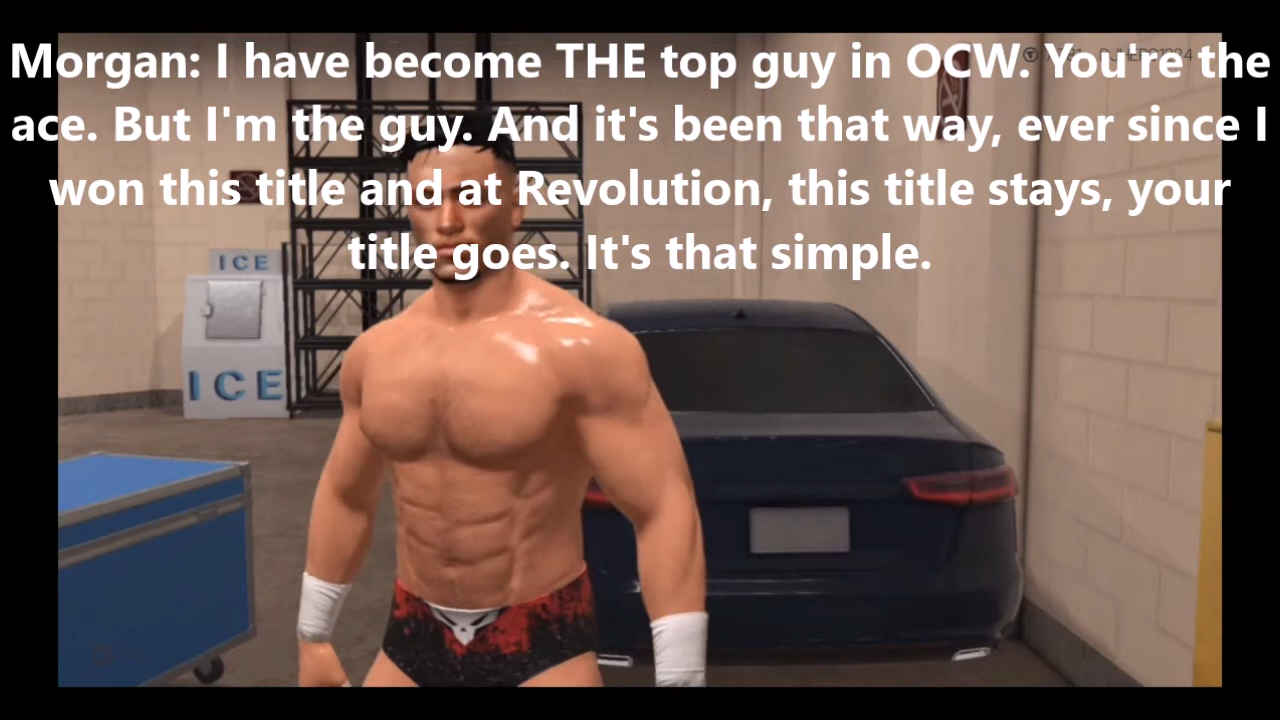 Morgan: I have become THE top guy in OCW. You're the
ace. But I'm the guy. And it's been that way, ever since I
won this title and at Revolution, this title stays, your
title goes. It's that simple.
ICE
ICE